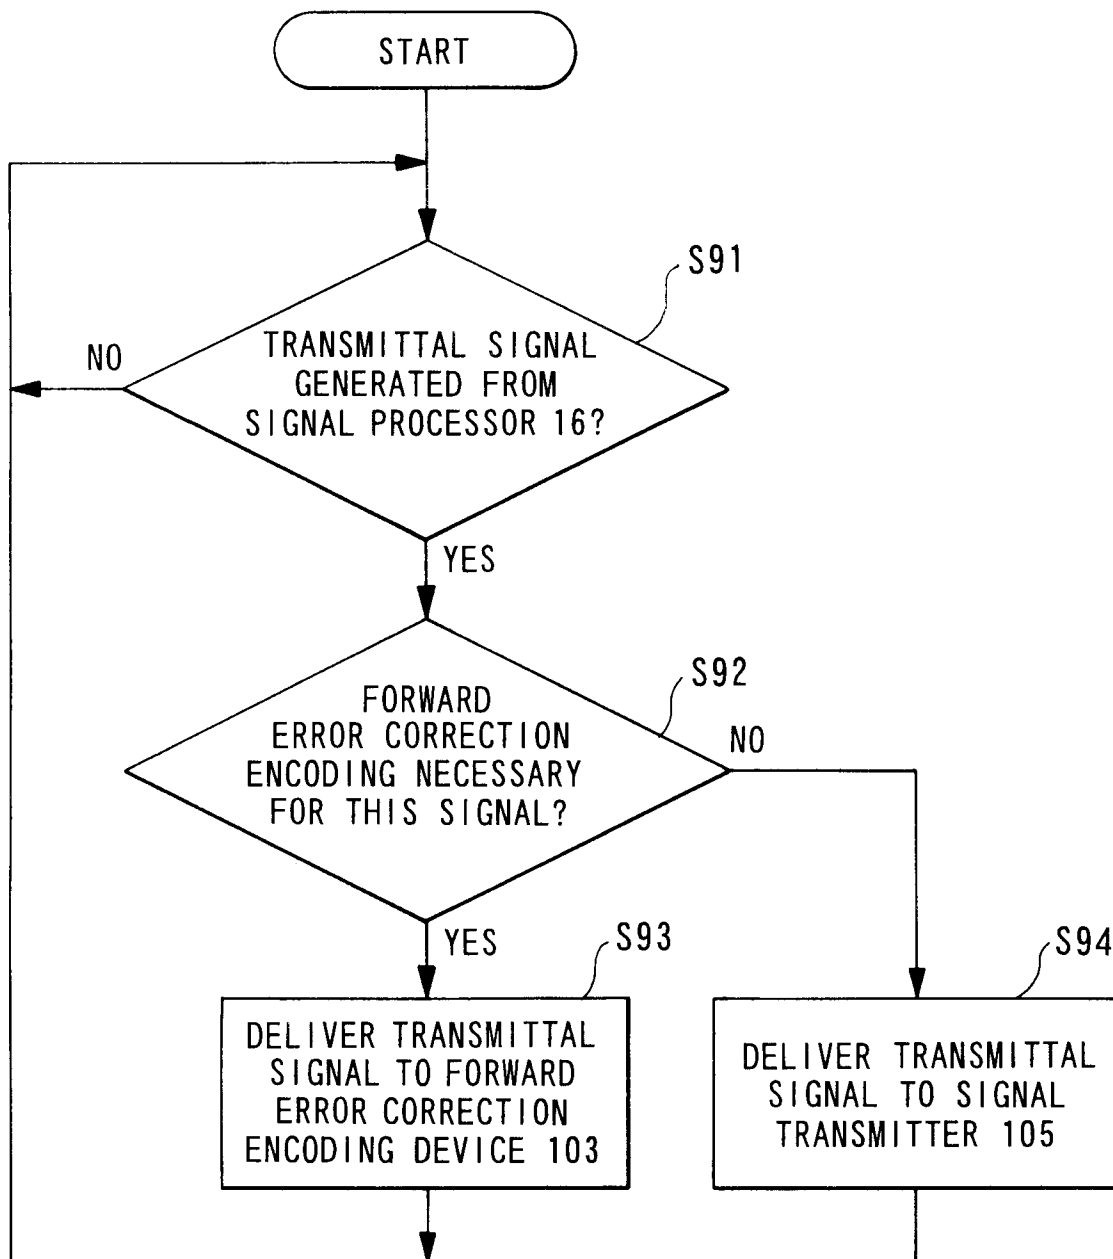 START
S91
NO
TRANSMITTAL SIGNAL
GENERATED FROM
SIGNAL PROCESSOR 16?
YES
S92
FORWARD
ERROR CORRECTION
ENCODING NECESSARY
FOR THIS SIGNAL?
NO
YES
S93
S94
DELIVER TRANSMITTAL
SIGNAL TO FORWARD
ERROR CORRECTION
ENCODING DEVICE 103
DELIVER TRANSMITTAL
SIGNAL TO SIGNAL
TRANSMITTER 105